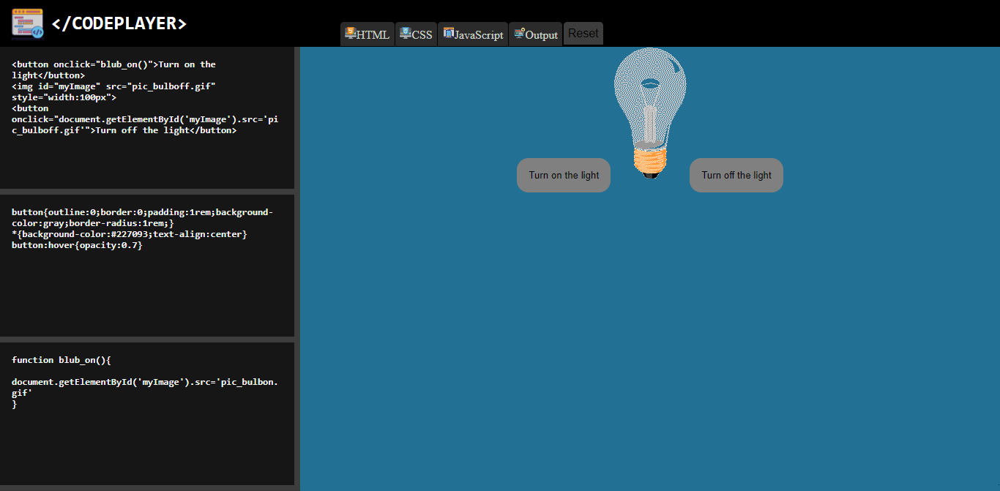 </CODEPLAYER>
HTML CSS JavaScript Output Reset
<button onclick="blub_on()">Turn on the
light</button>
<img id="myImage" src="pic_bulboff.gif"
style="width:100px">
<button
onclick="document.getElementById('myImage').src='pi
c_bulboff.gif'">Turn off the light</button>
button{outline:0;border:0;padding:1rem;background-
color:gray;border-radius:1rem;}
*{background-color:#227093;text-align:center}
button:hover{opacity:0.7}
function blub_on(){
document.getElementById('myImage').src='pic_bulbon.
gif'
}
Turn on the light
Turn off the light